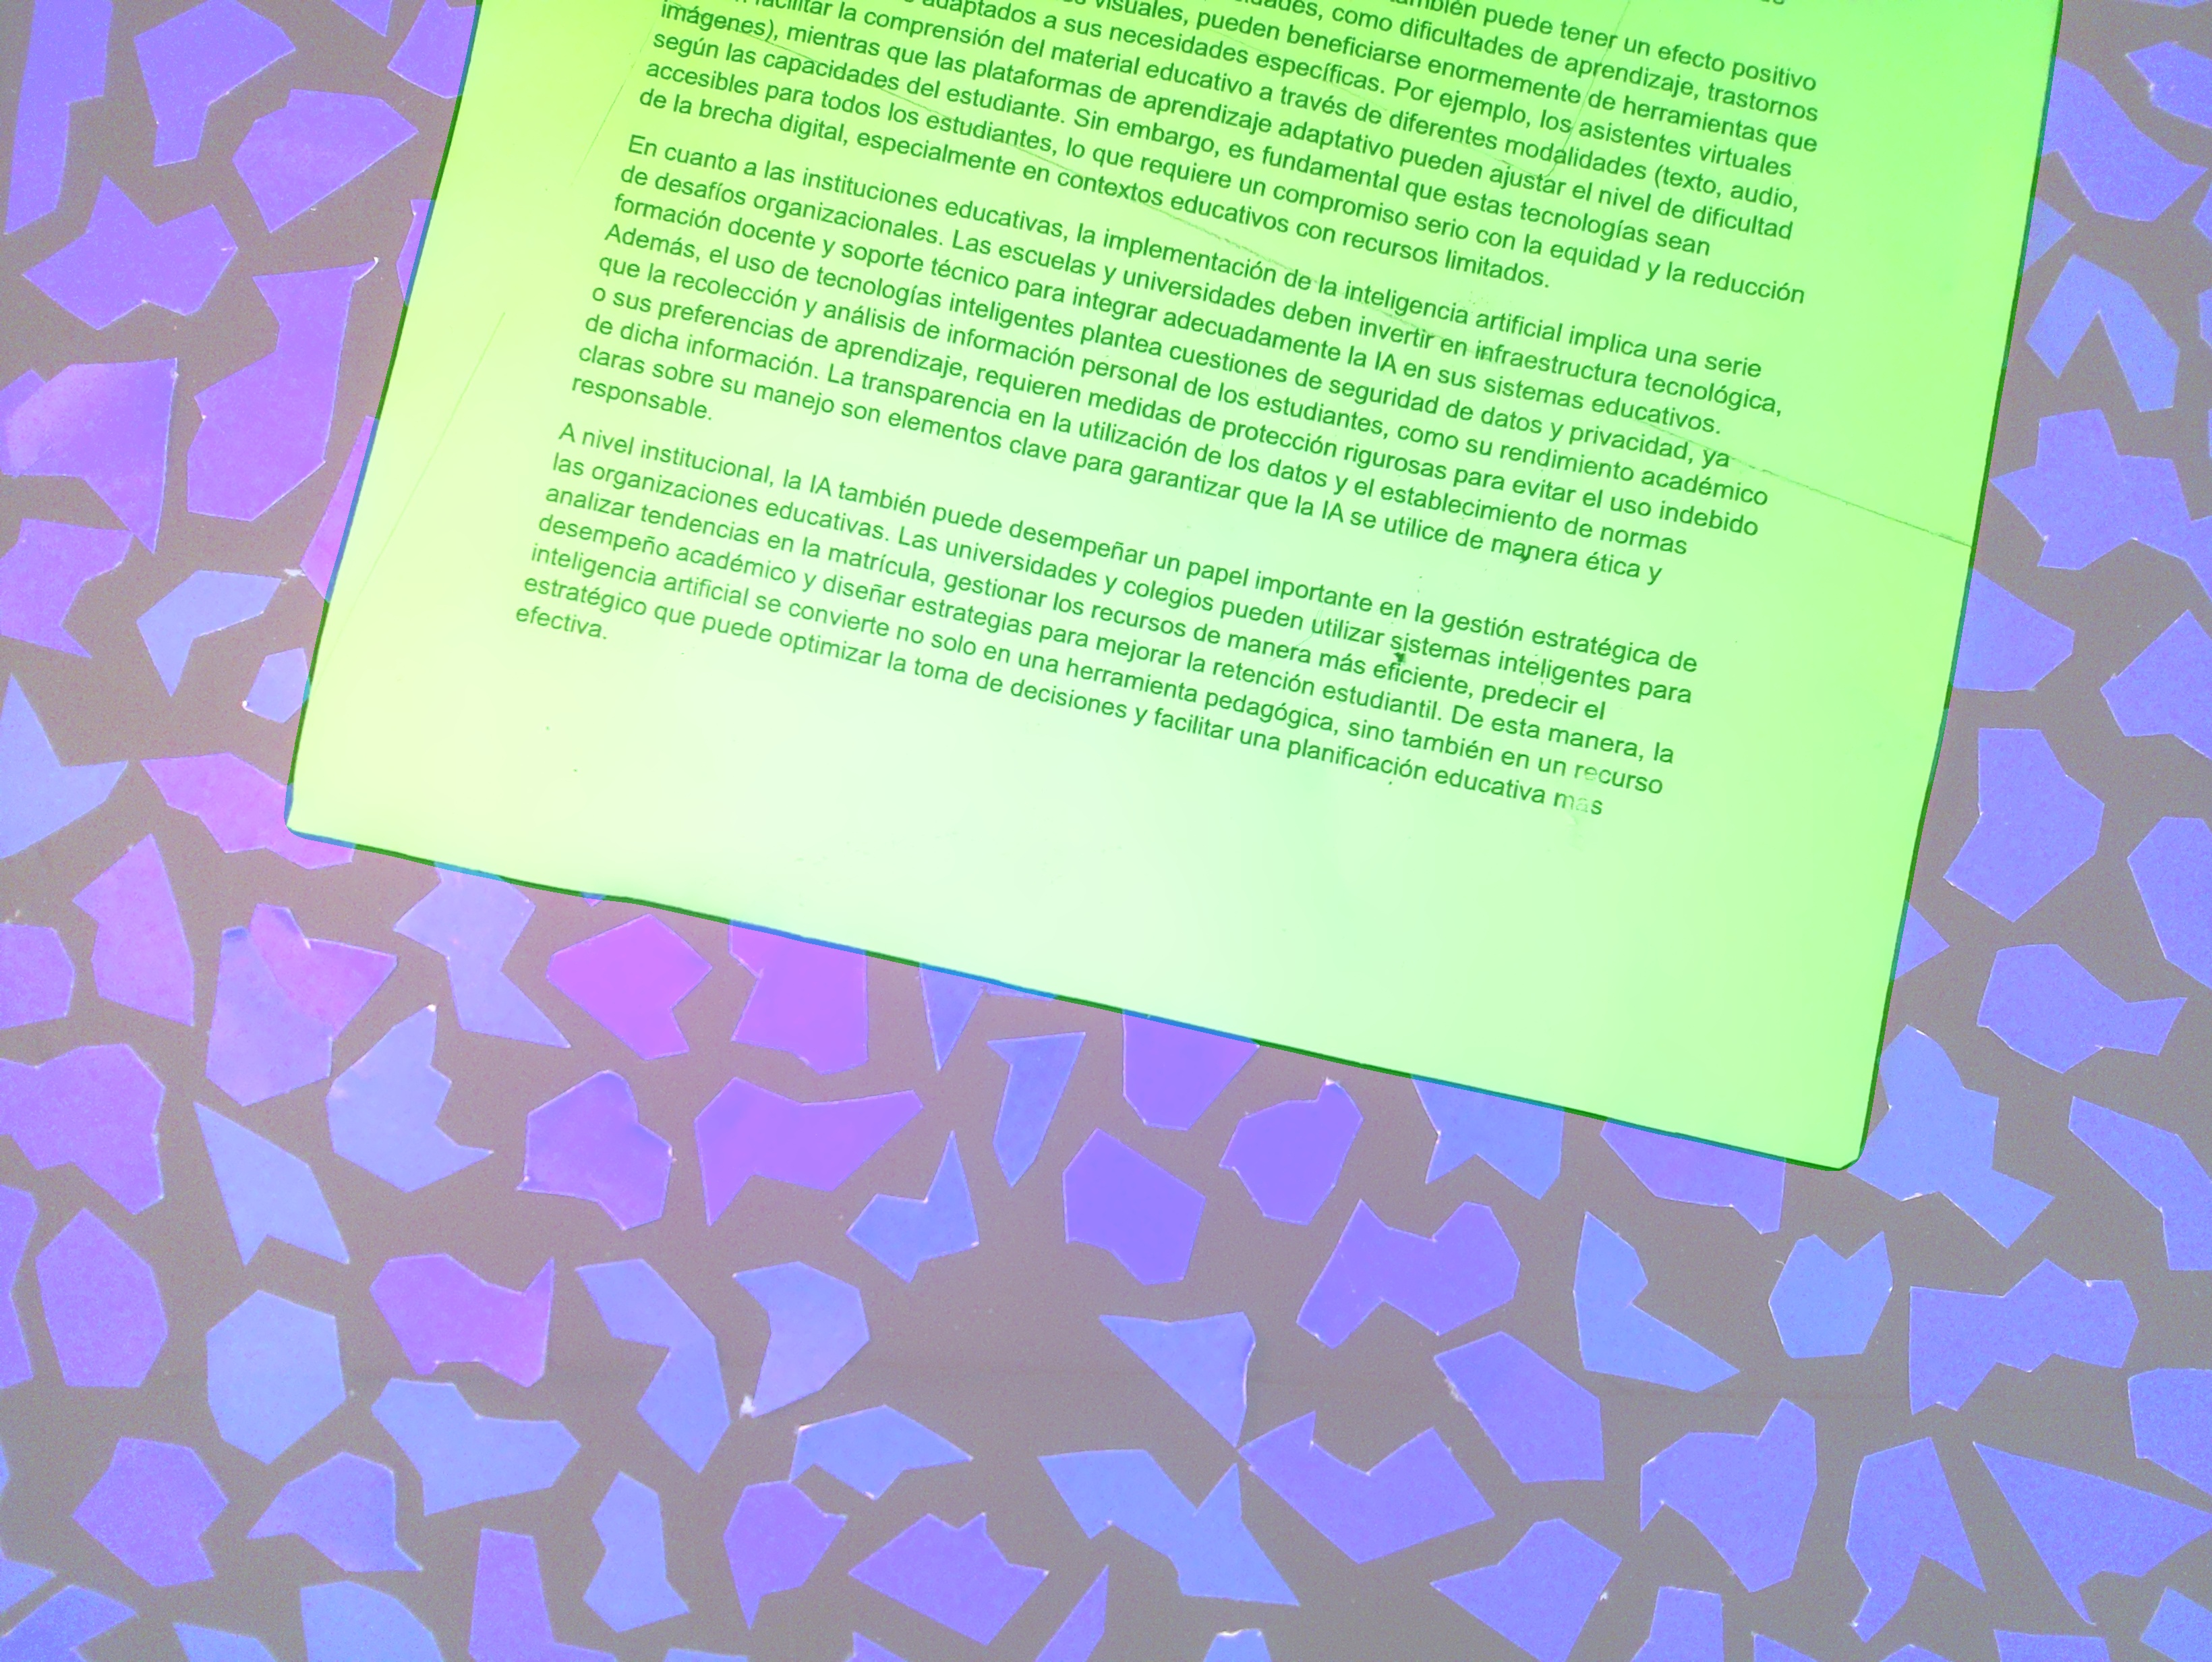 puede tener un efecto positivo
como dificultades de aprendizaje, trastornos
visuales, pueden beneficiarse enormemente de herramientas que
adaptados a sus necesidades específicas. Por ejemplo, los asistentes virtuales
facilitar la comprensión del material educativo a través de diferentes modalidades (texto, audio,
imágenes), mientras que las plataformas de aprendizaje adaptativo pueden ajustar el nivel de dificultad
según las capacidades del estudiante. Sin embargo, es fundamental que estas tecnologías sean
accesibles para todos los estudiantes, lo que requiere un compromiso serio con la equidad y la reducción
de la brecha digital, especialmente en contextos educativos con recursos limitados.
En cuanto a las instituciones educativas, la implementación de la inteligencia artificial implica una serie
de desafíos organizacionales. Las escuelas y universidades deben invertir en infraestructura tecnológica,
formación docente y soporte técnico para integrar adecuadamente la IA en sus sistemas educativos.
Además, el uso de tecnologías inteligentes plantea cuestiones de seguridad de datos y privacidad, ya
que la recolección y análisis de información personal de los estudiantes, como su rendimiento académico
o sus preferencias de aprendizaje, requieren medidas de protección rigurosas para evitar el uso indebido
de dicha información. La transparencia en la utilización de los datos y el establecimiento de normas
claras sobre su manejo son elementos clave para garantizar que la IA se utilice de manera ética y
responsable.
A nivel institucional, la IA también puede desempeñar un papel importante en la gestión estratégica de
las organizaciones educativas. Las universidades y colegios pueden utilizar sistemas inteligentes para
analizar tendencias en la matrícula, gestionar los recursos de manera más eficiente, predecir el
desempeño académico y diseñar estrategias para mejorar la retención estudiantil. De esta manera, la
inteligencia artificial se convierte no solo en una herramienta pedagógica, sino también en un recurso
estratégico que puede optimizar la toma de decisiones y facilitar una planificación educativa mas
efectiva.